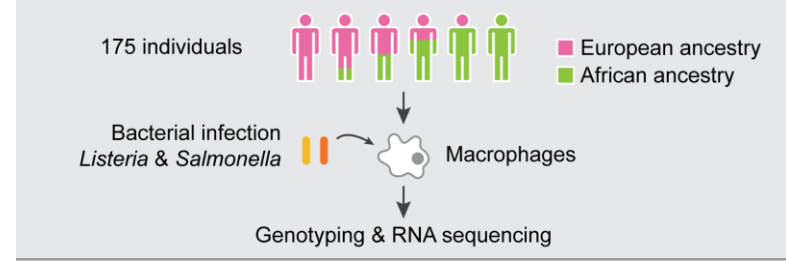 175 individuals
European ancestry
African ancestry
Bacterial infection
Listeria & Salmonella
Macrophages
Genotyping & RNA sequencing